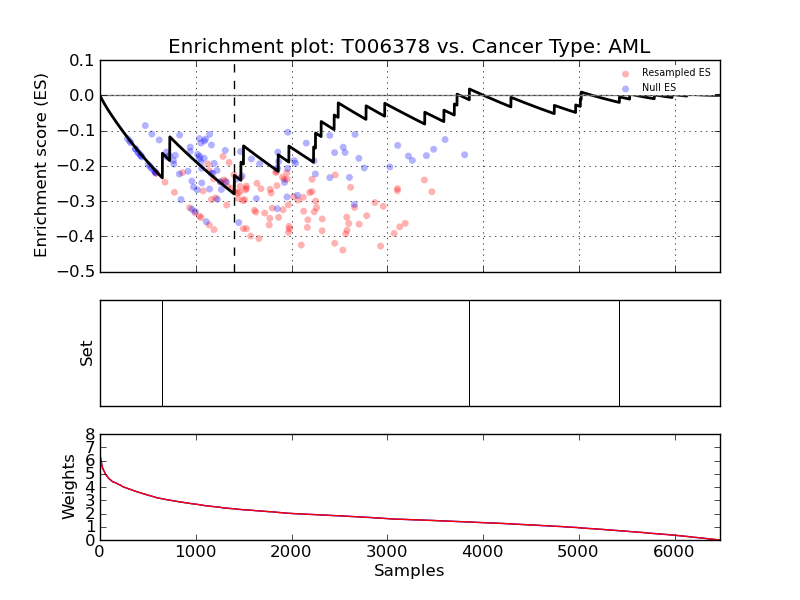 Enrichment plot: T006378 vs. Cancer Type: AML
Enrichment score (ES)
0.1
0.0
−0.1
−0.2
−0.3
−0.4
−0.5
Resampled ES
Null ES
Set
Weights
8
7
6
5
4
3
2
1
0
0 1000 2000 3000 4000 5000 6000
Samples